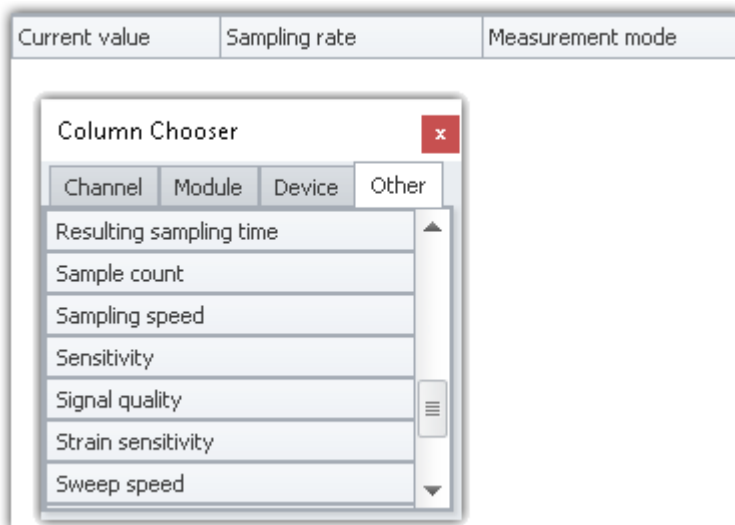 Current value Sampling rate Measurement mode
Column Chooser x
Channel Module Device Other
Resulting sampling time
Sample count
Sampling speed
Sensitivity
Signal quality
Strain sensitivity
Sweep speed